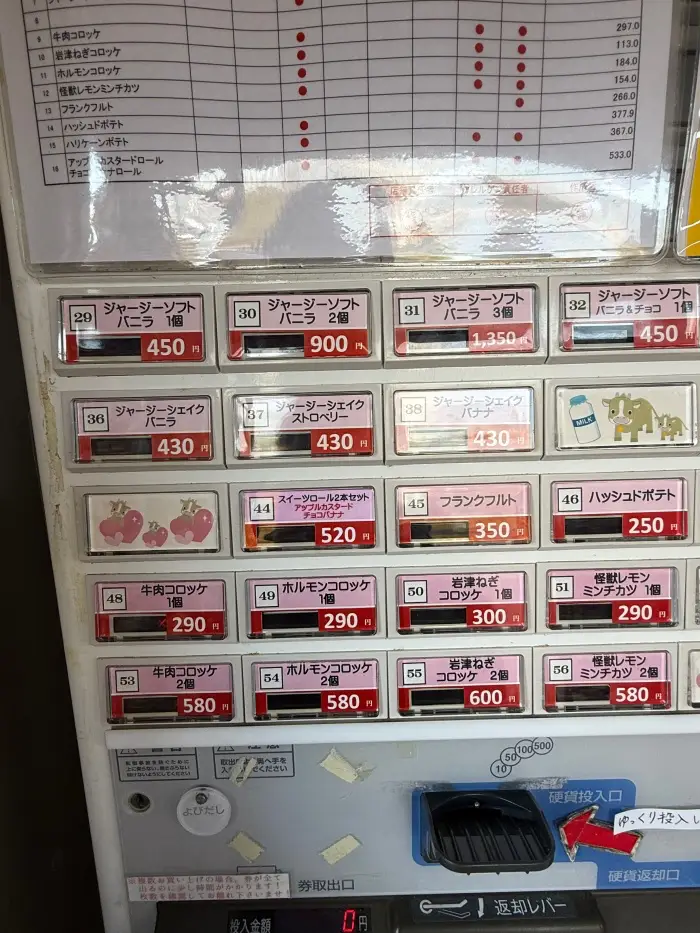 9 牛肉コロッケ 297.0
10 岩津ねぎコロッケ 113.0
11 ホルモンコロッケ 184.0
12 怪獣レモンミンチカツ 154.0
13 フランクフルト 266.0
14 ハッシュドポテト 377.9
15 ハリケーンポテト 367.0
16 アップルカスタードロール
チョコバナナロール 533.0
29 ジャージーソフト
バニラ 1個
450円
30 ジャージーソフト
バニラ 2個
900円
31 ジャージーソフト
バニラ 3個
1,350円
32 ジャージーソフト
バニラ&チョコ 1個
450円
36 ジャージーシェイク
バニラ
430円
37 ジャージーシェイク
ストロベリー
430円
38 ジャージーシェイク
バナナ
430円
MILK
44 スイーツロール2本セット
アップルカスタード
チョコバナナ
520円
45 フランクフルト
350円
46 ハッシュドポテト
250円
48 牛肉コロッケ
1個
290円
49 ホルモンコロッケ
1個
290円
50 岩津ねぎ
コロッケ 1個
300円
51 怪獣レモン
ミンチカツ 1個
290円
53 牛肉コロッケ
2個
580円
54 ホルモンコロッケ
2個
580円
55 岩津ねぎ
コロッケ 2個
600円
56 怪獣レモン
ミンチカツ 2個
580円
10 50 100 500
よびだし
硬貨投入口
ゆっくり投入し
硬貨返却口
券取出口
返却レバー
投入金額 0円